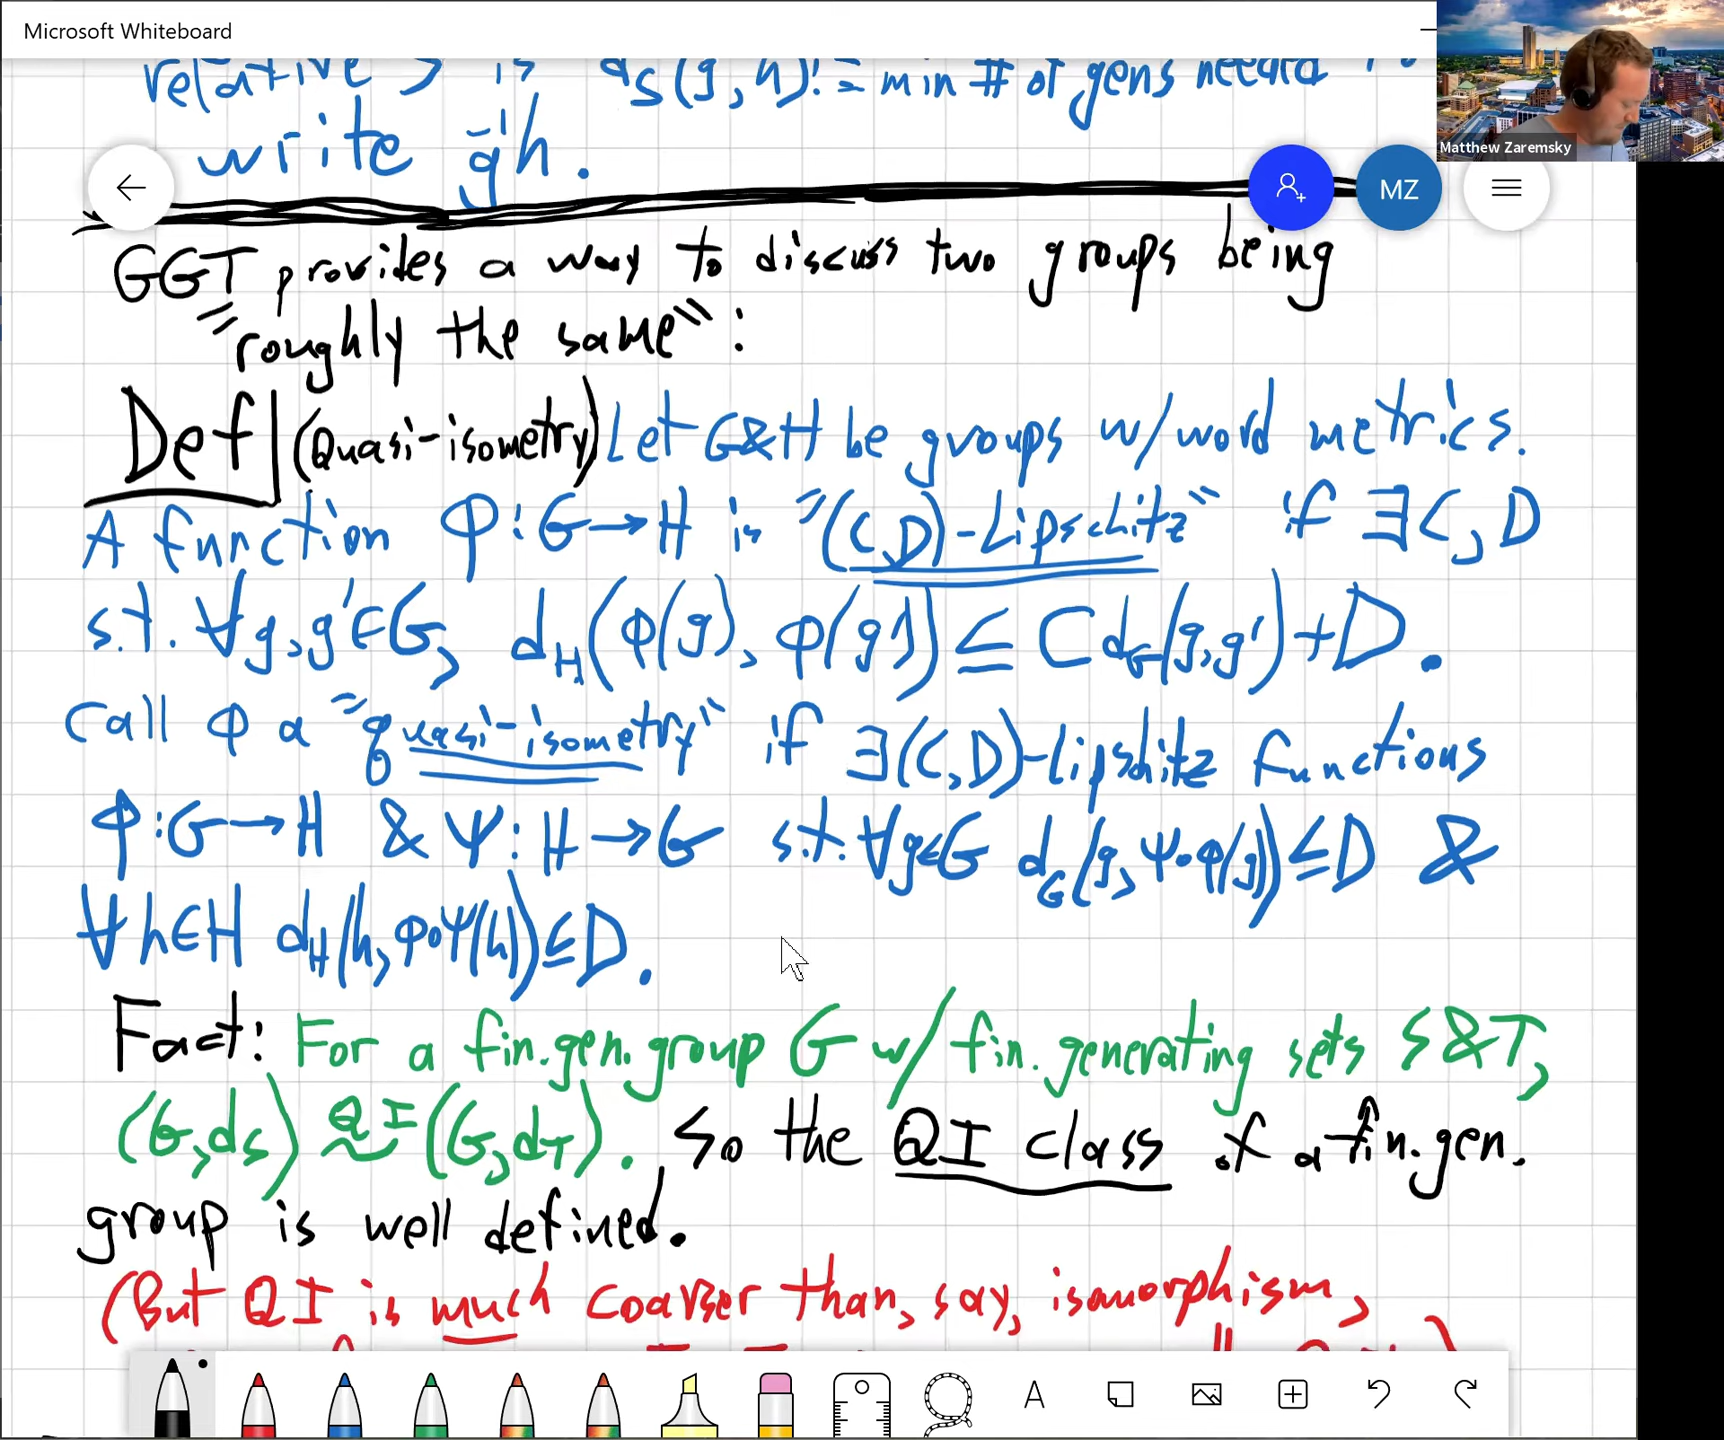 Microsoft Whiteboard
relative S is d_S(g,h) := min # of gens needed
write g⁻¹h.
Matthew Zaremsky
MZ
GGT provides a way to discuss two groups being
"roughly the same":
Def (Quasi-isometry) Let G & H be groups w/ word metrics.
A function φ: G → H is "(C,D)-Lipschitz" if ∃ C, D
s.t. ∀ g,g' ∈ G, d_H(φ(g), φ(g')) ≤ C d_G(g,g') + D.
Call φ a "quasi-isometry" if ∃ (C,D)-Lipschitz functions
φ: G → H & ψ: H → G s.t. ∀ g ∈ G d_G(g, ψ∘φ(g)) ≤ D &
∀ h ∈ H d_H(h, φ∘ψ(h)) ≤ D.
Fact: For a fin. gen. group G w/ fin. generating sets S & T,
(G,d_S) QI~ (G,d_T). So the QI class of a fin. gen.
group is well defined.
(But QI is much coarser than, say, isomorphism,